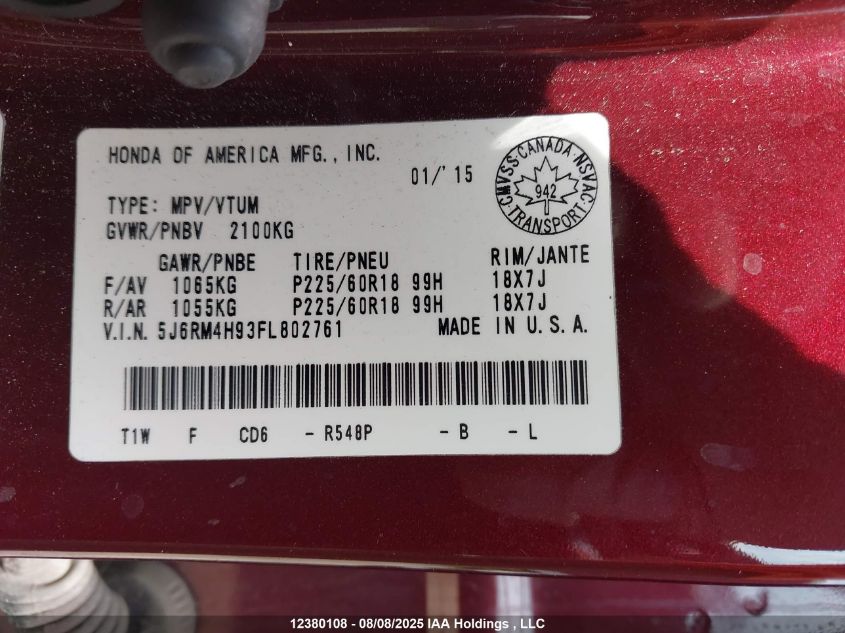 HONDA OF AMERICA MFG., INC.
01/'15
CMVSS·CANADA NSVAC·TRANSPORT·
942
TYPE: MPV/VTUM
GVWR/PNBV 2100KG
GAWR/PNBE TIRE/PNEU RIM/JANTE
F/AV 1065KG P225/60R18 99H 18X7J
R/AR 1055KG P225/60R18 99H 18X7J
V.I.N. 5J6RM4H93FL802761 MADE IN U.S.A.
T1W F CD6 -R548P -B -L
12380108 - 08/08/2025 IAA Holdings , LLC